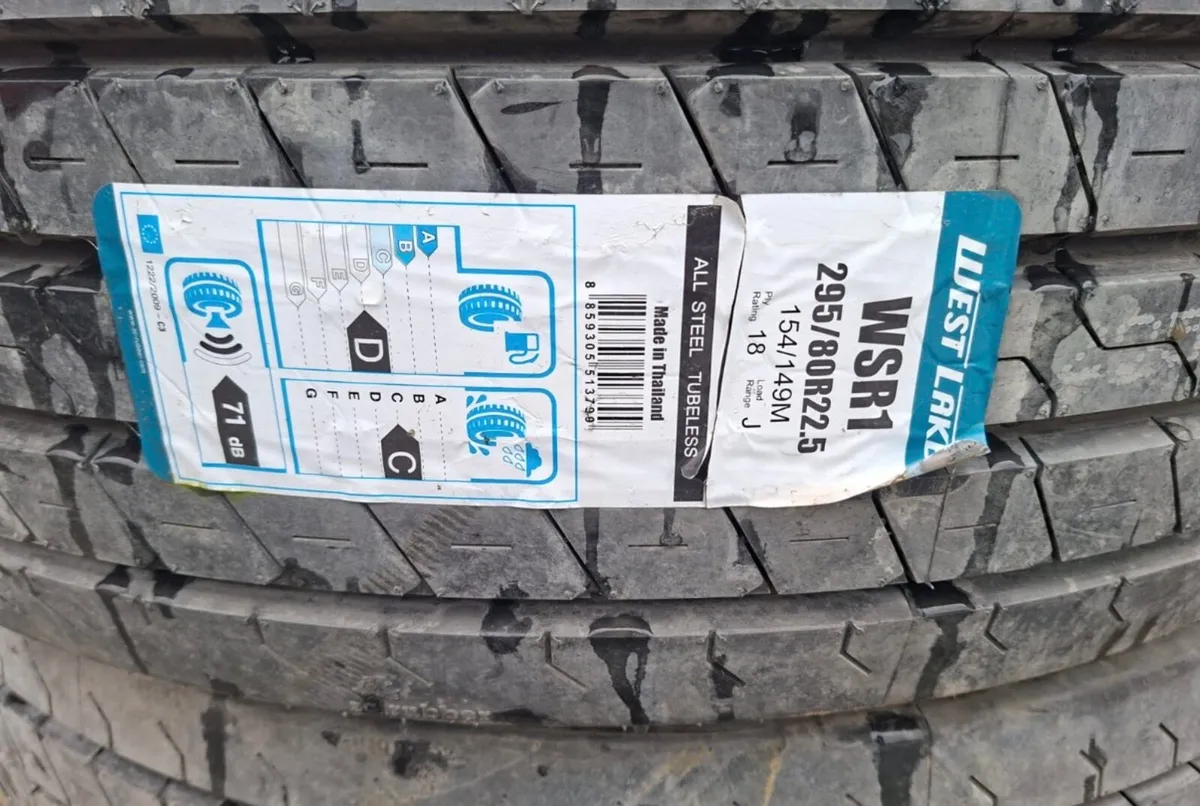 WEST LAKE
WSR1
295/80R22.5
154/149M
Ply Rating 18 Load Range J
ALL STEEL TUBELESS
Made in Thailand
8 859305 513790
A
B
C
D
E
F
G
D
A
B
C
D
E
F
G
C
71 dB
1222/2009 - C3